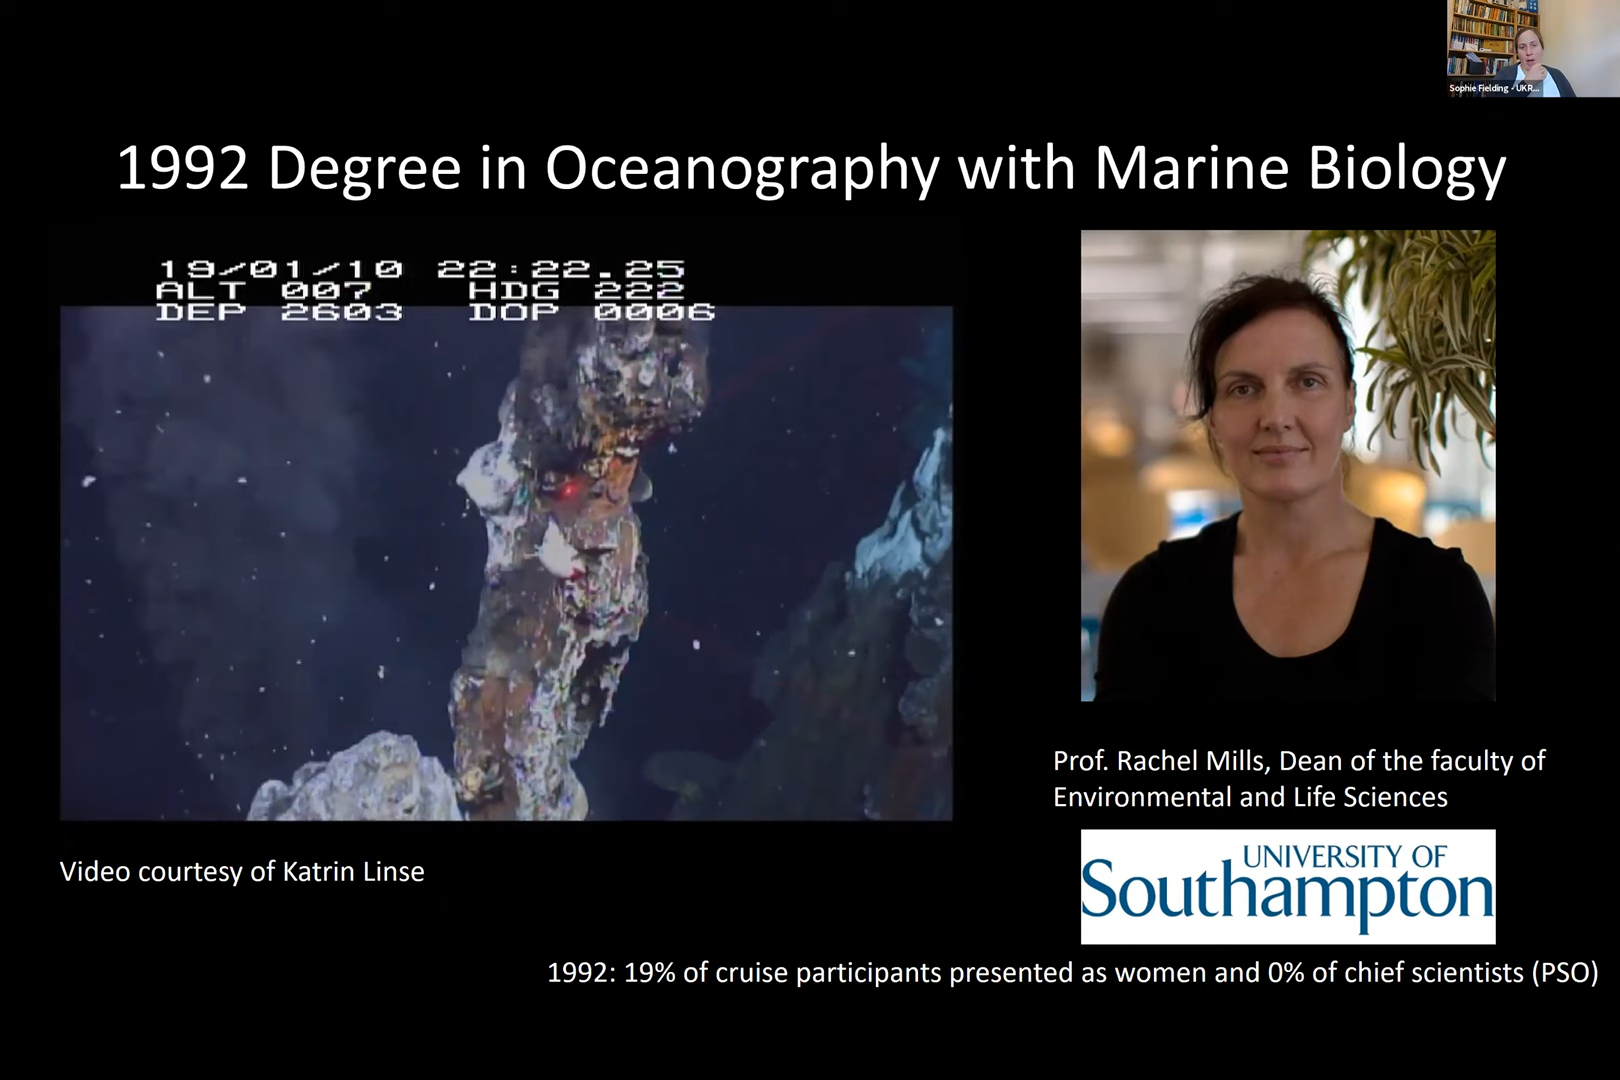 Sophie Fielding - UKR...
1992 Degree in Oceanography with Marine Biology
19/01/10 22:22.25
ALT 007 HDG 222
DEP 2603 DOP 0006
Prof. Rachel Mills, Dean of the faculty of
Environmental and Life Sciences
Video courtesy of Katrin Linse
UNIVERSITY OF
Southampton
1992: 19% of cruise participants presented as women and 0% of chief scientists (PSO)